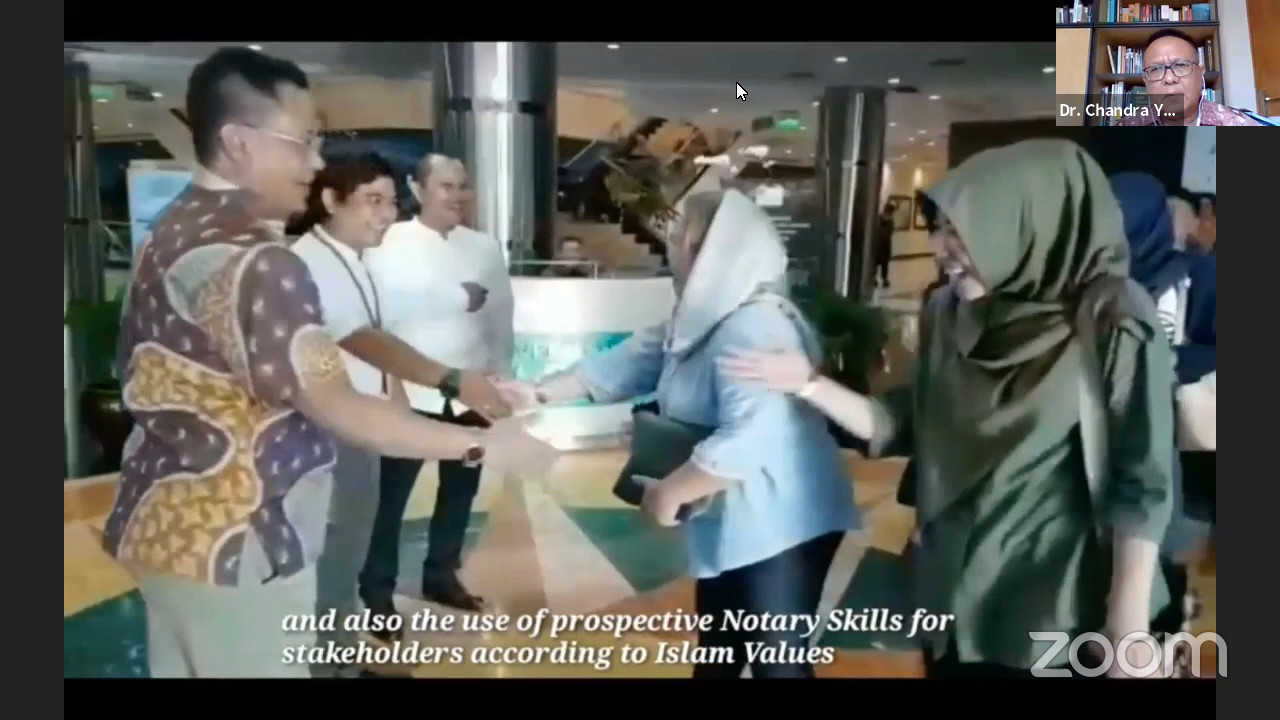 Dr. Chandra Y...
and also the use of prospective Notary Skills for
stakeholders according to Islam Values
zoom